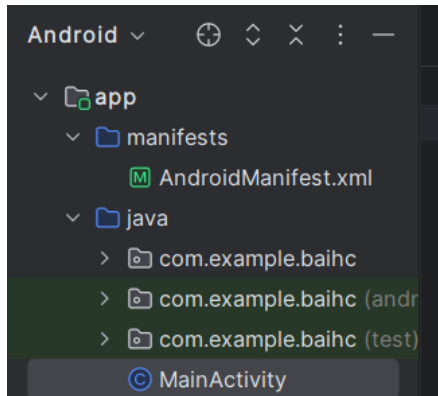 Android
app
manifests
M AndroidManifest.xml
java
com.example.baihc
com.example.baihc (andr
com.example.baihc (test)
C MainActivity